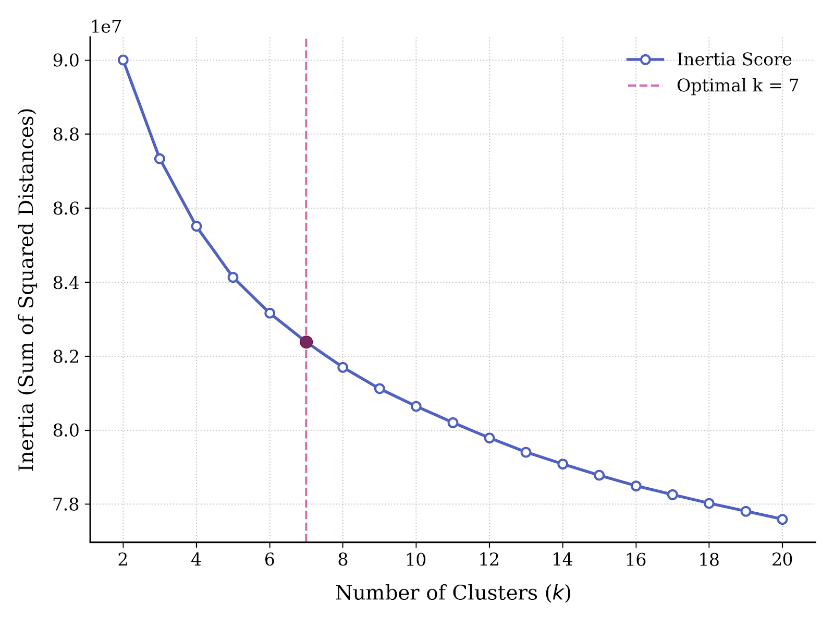 1e7
Inertia Score
Optimal k = 7
Inertia (Sum of Squared Distances)
9.0
8.8
8.6
8.4
8.2
8.0
7.8
2 4 6 8 10 12 14 16 18 20
Number of Clusters (k)